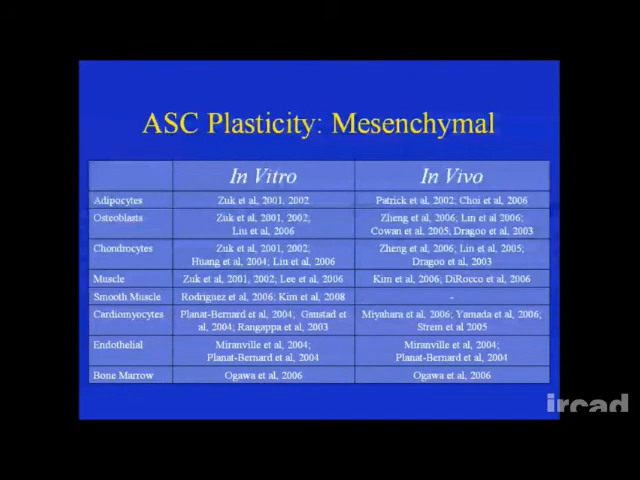 ASC Plasticity: Mesenchymal
In Vitro In Vivo
Adipocytes Zuk et al, 2001, 2002 Patrick et al, 2002; Choi et al, 2006
Osteoblasts Zuk et al, 2001, 2002; Zheng et al, 2006; Lin et al 2006;
Liu et al, 2006 Cowan et al, 2005; Dragoo et al, 2003
Chondrocytes Zuk et al, 2001, 2002; Zheng et al, 2006; Lin et al, 2005;
Huang et al, 2004; Liu et al, 2006 Dragoo et al, 2003
Muscle Zuk et al, 2001, 2002; Lee et al, 2006 Kim et al, 2006; DiRocco et al, 2006
Smooth Muscle Rodriguez et al, 2006; Kim et al, 2008 -
Cardiomyocytes Planat-Bernard et al, 2004; Gaustad et Miyahara et al, 2006; Yamada et al, 2006;
al, 2004; Rangappa et al, 2003 Strem et al 2005
Endothelial Miranville et al, 2004; Miranville et al, 2004;
Planat-Bernard et al, 2004 Planat-Bernard et al, 2004
Bone Marrow Ogawa et al, 2006 Ogawa et al, 2006
ircad